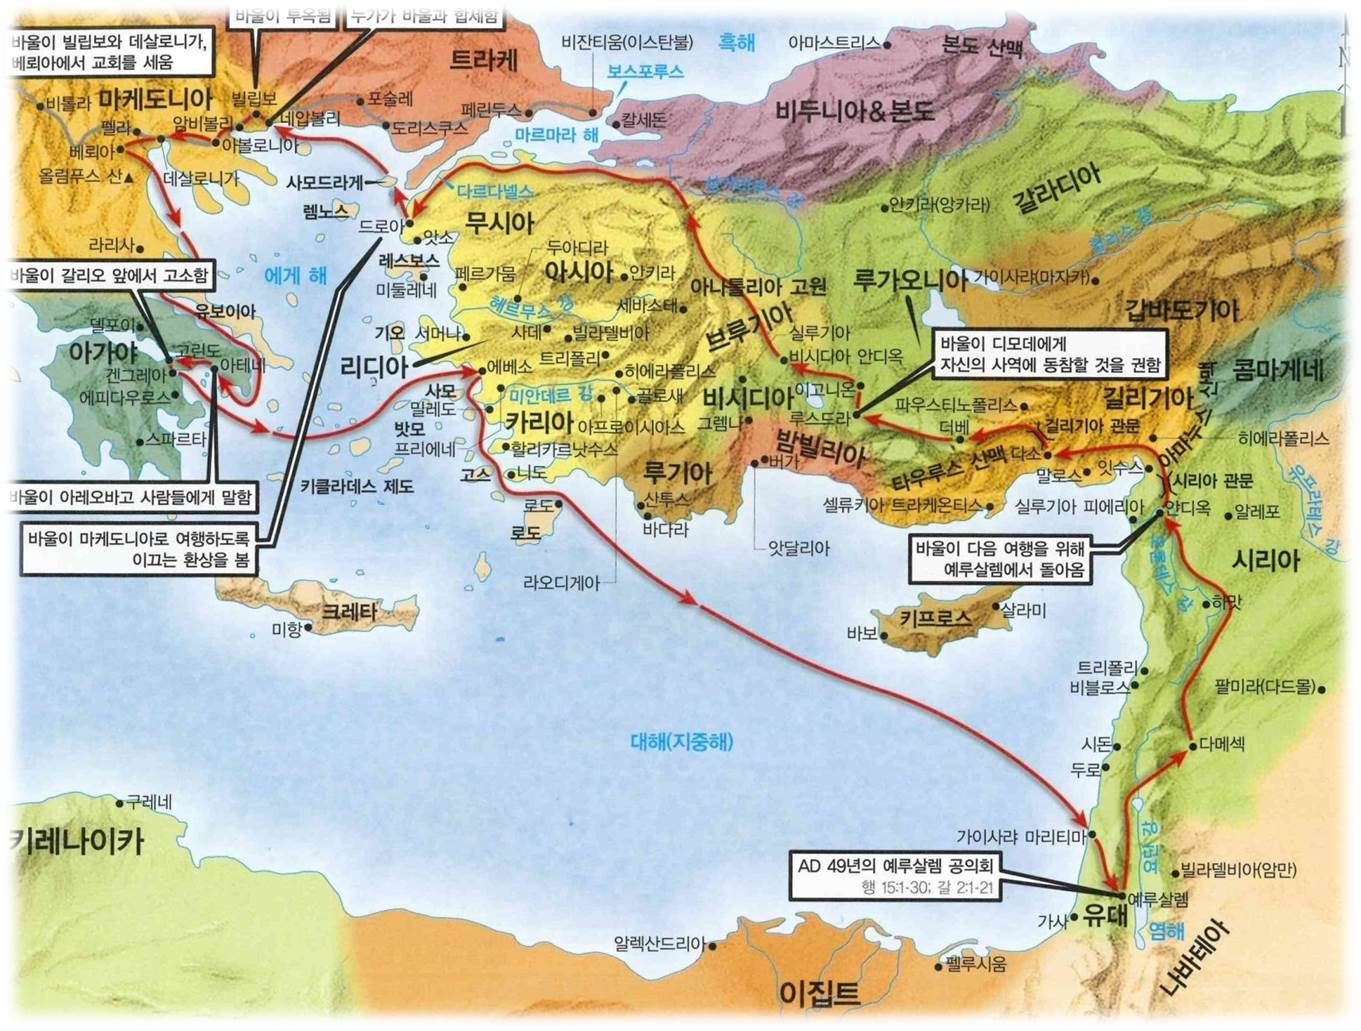 바울이 투옥됨
누가가 바울과 합세함
바울이 빌립보와 데살로니가,
베뢰아에서 교회를 세움
트라케
비잔티움(이스탄불)
흑해
아마스트리스
본도 산맥
보스포루스
비톨라
마케도니아
빌립보
포술레
페린두스
칼세돈
비두니아&본도
펠라
암비볼리
네압볼리
도리스쿠스
마르마라 해
베뢰아
아볼로니아
올림푸스 산▲
데살로니가
사모드라게
다르다넬스
갈라디아
렘노스
드로아
무시아
안키라(앙카라)
앗소
라리사
두아디라
레스보스
바울이 갈리오 앞에서 고소함
에게 해
미둘레네
페르가뭄
아시아
안키라
아나톨리아 고원
루가오니아
가이사랴(마자카)
헤르무스 강
세바스태
유보이아
갑바도기아
델포이
기오
서머나
사데
빌라델비아
브루기아
실루기아
바울이 디모데에게
자신의 사역에 동참할 것을 권함
아가야
고린도
아테네
리디아
트리폴리
비시디아 안디옥
콤마게네
겐그레아
에베소
히에라폴리스
이고니온
에피다우로스
사모
미안데르 강
골로새
비시디아
길리기아
밀레도
루스드라
파우스티노폴리스
밧모
카리아
아프로이시아스
그렘나
더베
길리기아 관문
스파르타
프리에네
할리카르낫수스
밤빌리아
히에라폴리스
아마누스 산맥
고스
니도
루기아
버가
타우루스 산맥
다소
말로스
잇수스
시리아 관문
바울이 아레오바고 사람들에게 말함
키클라데스 제도
로도
산투스
셀류키아 트라케온티스
실루기아 피에리아
안디옥
알레포
유프라테스 강
바울이 마케도니아로 여행하도록
이끄는 환상을 봄
로도
바다라
앗달리아
바울이 다음 여행을 위해
예루살렘에서 돌아옴
시리아
라오디게아
오론테스 강
크레타
미항
키프로스
살라미
하맛
바보
트리폴리
비블로스
팔미라(다드몰)
대해(지중해)
시돈
다메섹
두로
구레네
키레나이카
가이사랴 마리티마
요단강
AD 49년의 예루살렘 공의회
행 15:1-30; 갈 2:1-21
빌라델비아(암만)
예루살렘
가사
유대
염해
알렉산드리아
나바테아
펠루시움
이집트